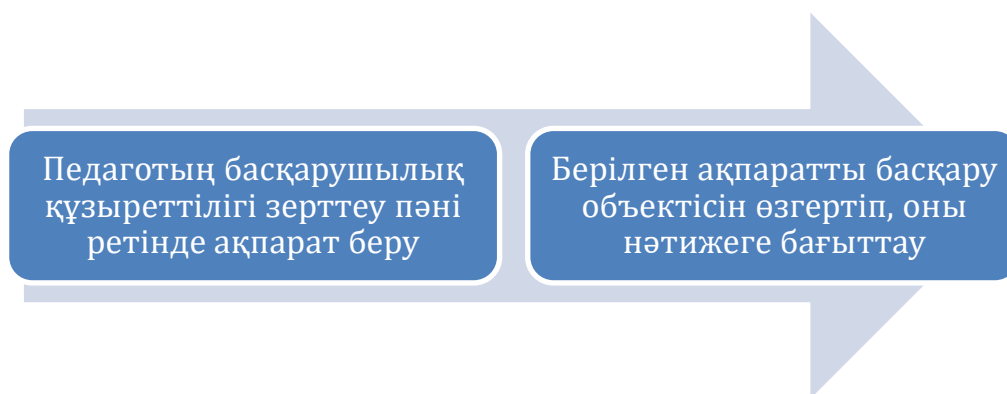 Педаготың басқарушылық
құзыреттілігі зерттеу пәні
ретінде ақпарат беру
Берілген ақпаратты басқару
объектісін өзгертіп, оны
нәтижеге бағыттау